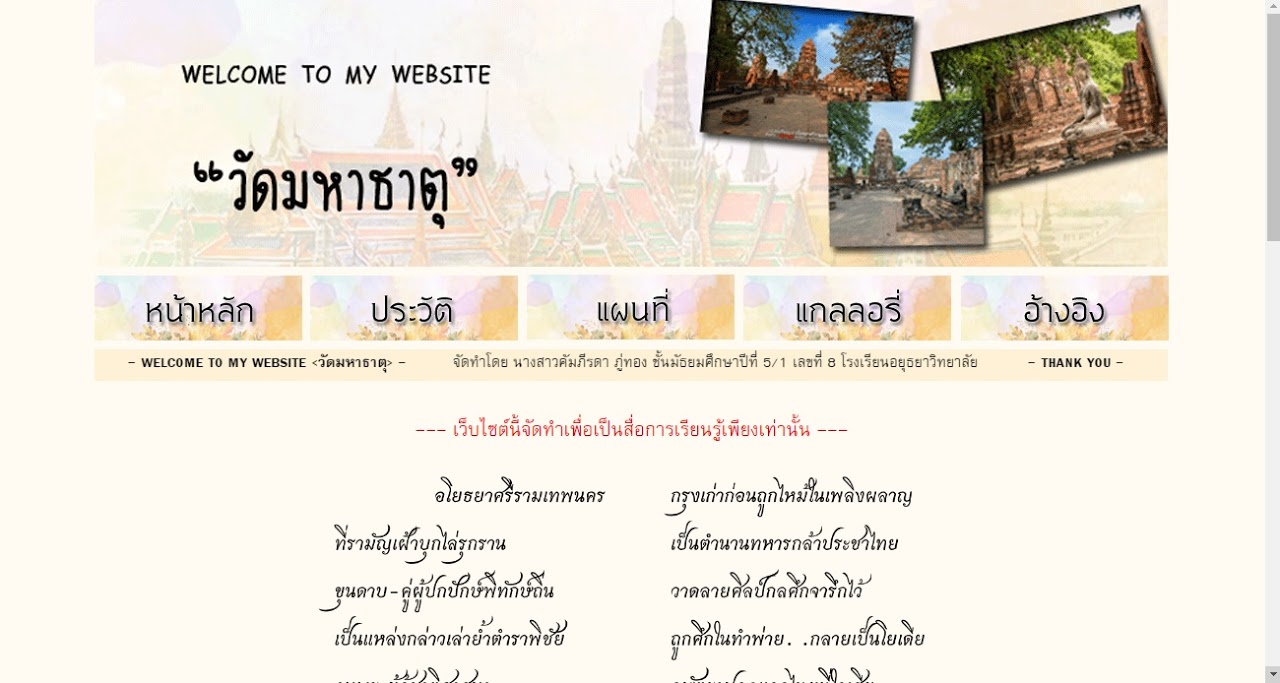 WELCOME TO MY WEBSITE
“วัดมหาธาตุ”
หน้าหลัก ประวัติ แผนที่ แกลลอรี่ อ้างอิง
- WELCOME TO MY WEBSITE <วัดมหาธาตุ> - จัดทำโดย นางสาวคัมภีรดา ภู่ทอง ชั้นมัธยมศึกษาปีที่ 5/1 เลขที่ 8 โรงเรียนอยุธยาวิทยาลัย - THANK YOU -
--- เว็บไซต์นี้จัดทำเพื่อเป็นสื่อการเรียนรู้เพียงเท่านั้น ---
อโยธยาศรีรามเทพนคร กรุงเก่าก่อนถูกไหม้ในเพลิงผลาญ
ที่รามัญเฝ้าบุกไล่รุกราน เป็นตำนานทหารกล้าประชาไทย
ขุนดาบ-คู่ผู้ปกปักษ์พิทักษ์ถิ่น วาดลายศิลป์กลศึกจารึกไว้
เป็นแหล่งกล่าวเล่าย้ำตำราพิชัย ถูกศึกในทำพ่าย. .กลายเป็นโยเดีย